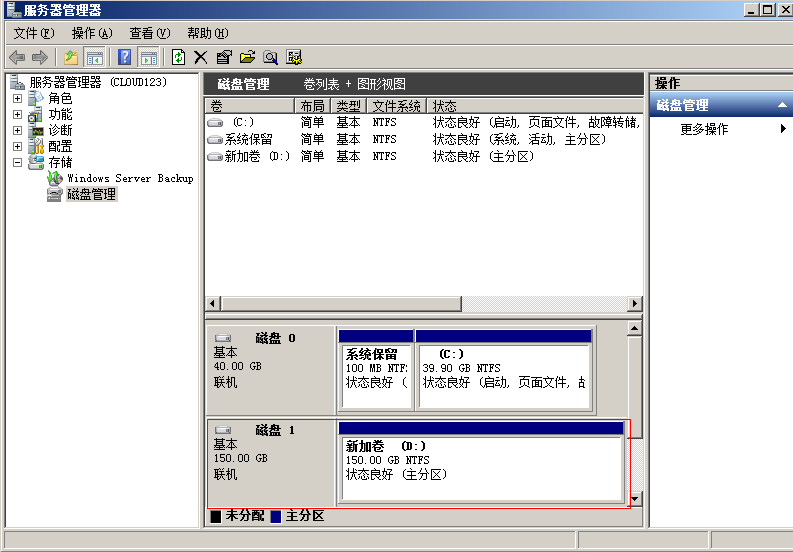 服务器管理器
文件(F) 操作(A) 查看(V) 帮助(H)
服务器管理器 (CLOUD123)
角色
功能
诊断
配置
存储
Windows Server Backup
磁盘管理
磁盘管理 卷列表 + 图形视图
卷 布局 类型 文件系统 状态
(C:) 简单 基本 NTFS 状态良好 (启动, 页面文件, 故障转储,
系统保留 简单 基本 NTFS 状态良好 (系统, 活动, 主分区)
新加卷 (D:) 简单 基本 NTFS 状态良好 (主分区)
磁盘 0
基本
40.00 GB
联机
系统保留
100 MB NTF
状态良好 (
(C:)
39.90 GB NTFS
状态良好 (启动, 页面文件,
磁盘 1
基本
150.00 GB
联机
新加卷 (D:)
150.00 GB NTFS
状态良好 (主分区)
未分配 主分区
操作
磁盘管理
更多操作